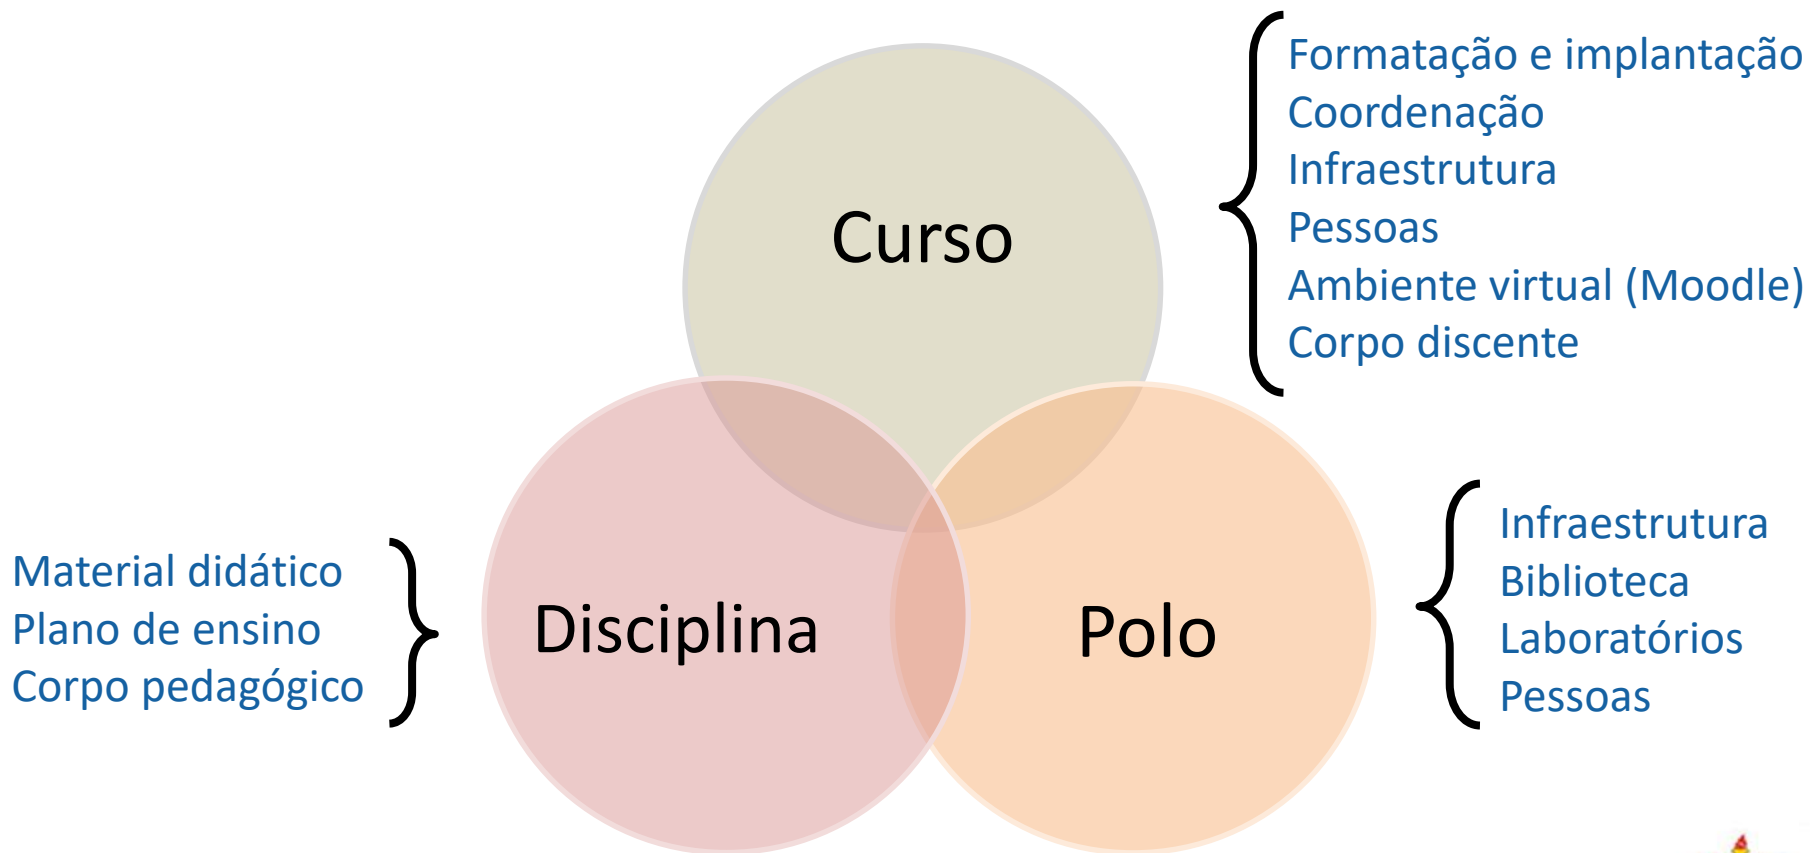 Curso
Formatação e implantação
Coordenação
Infraestrutura
Pessoas
Ambiente virtual (Moodle)
Corpo discente
Material didático
Plano de ensino
Corpo pedagógico
Disciplina
Polo
Infraestrutura
Biblioteca
Laboratórios
Pessoas